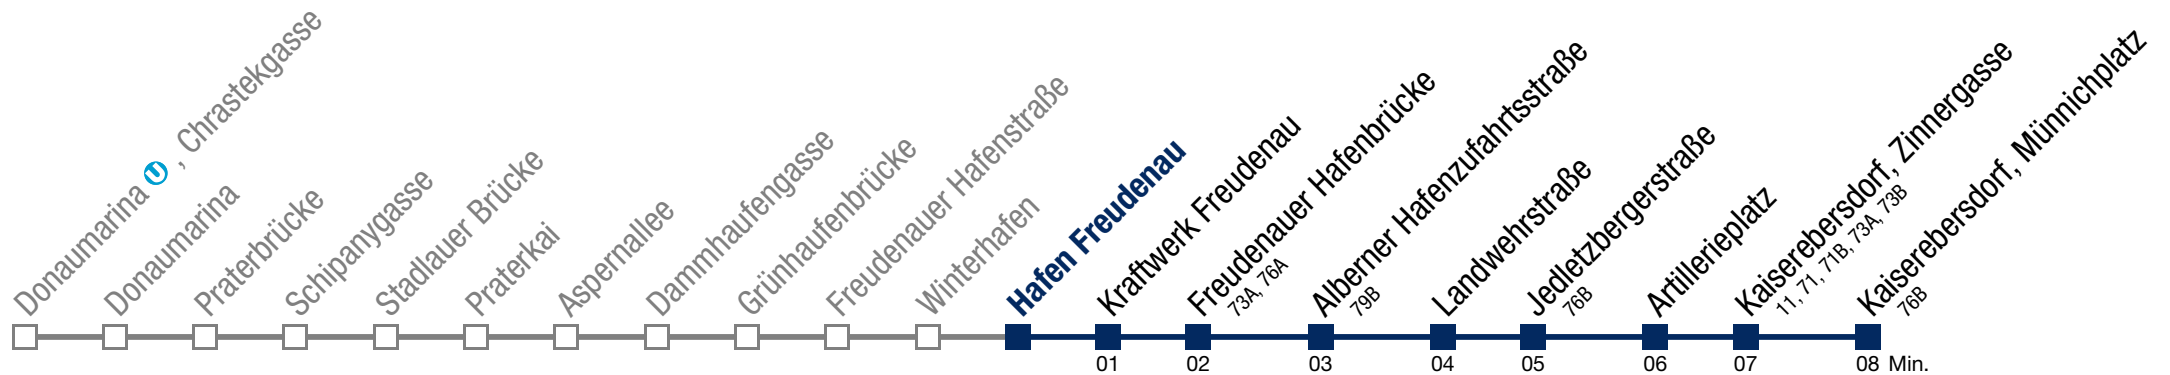 Donaumarina U, Chrastekgasse
Donaumarina
Praterbrücke
Schipanygasse
Stadlauer Brücke
Praterkai
Aspernallee
Dammhaufengasse
Grünhaufenbrücke
Freudenauer Hafenstraße
Winterhafen
Hafen Freudenau
Kraftwerk Freudenau
Freudenauer Hafenbrücke
73A, 76A
Alberner Hafenzufahrtsstraße
79B
Landwehrstraße
Jedletzbergerstraße
76B
Artillerieplatz
Kaiserebersdorf, Zinnergasse
11, 71, 71B, 73A, 73B
Kaiserebersdorf, Münnichplatz
76B
01 02 03 04 05 06 07 08 Min.